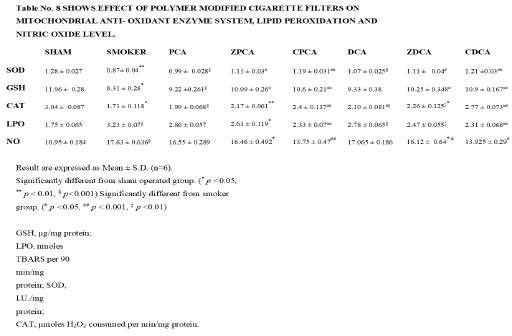 Table No. 8 SHOWS EFFECT OF POLYMER MODIFIED CIGARETTE FILTERS ON
MITOCHONDRIAL ANTI- OXIDANT ENZYME SYSTEM, LIPID PEROXIDATION AND
NITRIC OXIDE LEVEL.
SHAM SMOKER PCA ZPCA CPCA DCA ZDCA CDCA
SOD 1.28 ± 0.027 0.87± 0.04** 0.99 ± 0.028‡ 1.11 ± 0.03# 1.19 ± 0.031## 1.07 ± 0.025‡ 1.11 ± 0.04# 1.21 ±0.03##
GSH 11.96 ± 0.28 8.31 ± 0.28* 9.22 ±0.261‡ 10.09 ± 0.26# 10.6 ± 0.21## 9.33 ± 0.38 10.25 ± 0.348# 10.9 ± 0.167##
CAT 3.04 ± 0.087 1.71 ± 0.118* 1.99 ± 0.068‡ 2.17 ± 0.061** 2.4 ± 0.117## 2.10 ± 0.081 2.26 ± 0.125 2.77 ± 0.073##
LPO 1.75 ± 0.065 3.23 ± 0.07§ 2.86 ± 0.057 2.63 ± 0.119* 2.33 ± 0.07## 2.78 ± 0.065‡ 2.47 ± 0.055 2.31 ± 0.068##
NO 10.95 ± 0.184 17.63 ± 0.636§ 16.55 ± 0.289 16.46 ± 0.492* 13.75 ± 0.47## 17.065 ± 0.186 16.12 ± 0.64*,# 13.925 ± 0.29#
Result are expressed as Mean ± S.D. (n=6).
Significantly different from sham operated group. (* p <0.05,
** p < 0.01, § p <0.001) Significantly different from smoker
group. (# p <0.05, ## p < 0.001, ‡ p <0.01)
GSH, μg/mg protein;
LPO, nmoles
TBARS per 90
min/mg
protein; SOD,
I.U./mg
protein;
CAT, μmoles H₂O₂ consumed per min/mg protein.